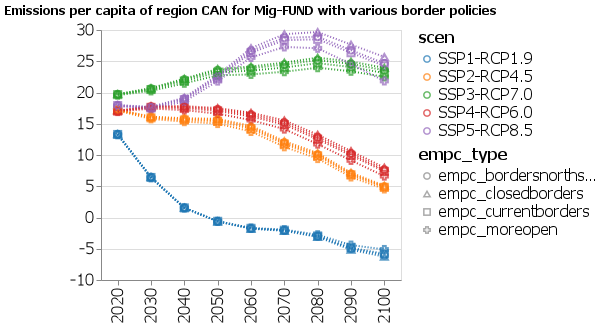 Emissions per capita of region CAN for Mig-FUND with various border policies
30
25
20
15
10
5
0
-5
-10
2020
2030
2040
2050
2060
2070
2080
2090
2100
scen
SSP1-RCP1.9
SSP2-RCP4.5
SSP3-RCP7.0
SSP4-RCP6.0
SSP5-RCP8.5
empc_type
empc_bordersnorths…
empc_closedborders
empc_currentborders
empc_moreopen